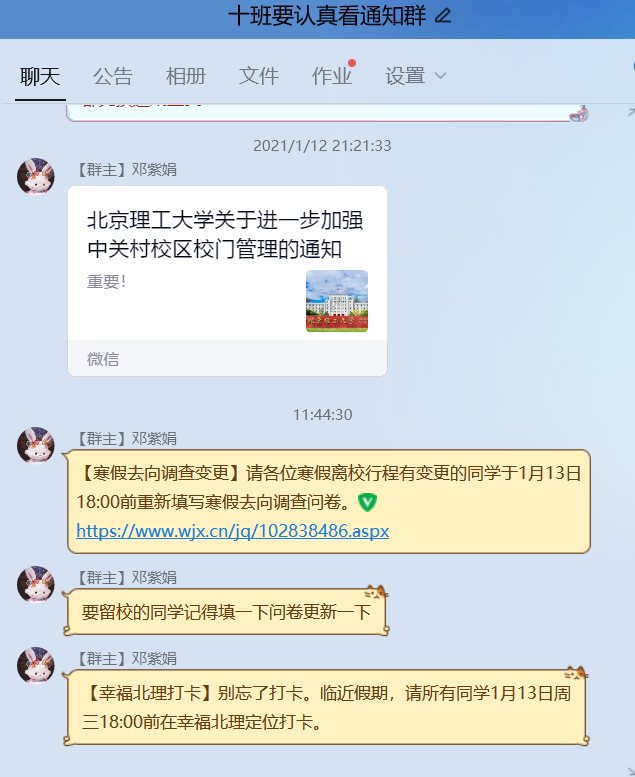 十班要认真看通知群
聊天 公告 相册 文件 作业 设置
2021/1/12 21:21:33
【群主】邓紫娟
北京理工大学关于进一步加强
中关村校区校门管理的通知
重要！
微信
11:44:30
【群主】邓紫娟
【寒假去向调查变更】请各位寒假离校行程有变更的同学于1月13日
18:00前重新填写寒假去向调查问卷。
https://www.wjx.cn/jq/102838486.aspx
【群主】邓紫娟
要留校的同学记得填一下问卷更新一下
【群主】邓紫娟
【幸福北理打卡】别忘了打卡。临近假期，请所有同学1月13日周
三18:00前在幸福北理定位打卡。